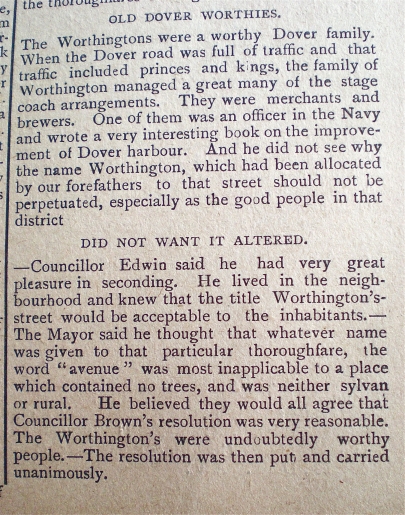 the thoroughfares
OLD DOVER WORTHIES.
The Worthingtons were a worthy Dover family.
When the Dover road was full of traffic and that
traffic included princes and kings, the family of
Worthington managed a great many of the stage
coach arrangements. They were merchants and
brewers. One of them was an officer in the Navy
and wrote a very interesting book on the improve-
ment of Dover harbour. And he did not see why
the name Worthington, which had been allocated
by our forefathers to that street should not be
perpetuated, especially as the good people in that
district
DID NOT WANT IT ALTERED.
—Councillor Edwin said he had very great
pleasure in seconding. He lived in the neigh-
bourhood and knew that the title Worthington's-
street would be acceptable to the inhabitants.—
The Mayor said he thought that whatever name
was given to that particular thoroughfare, the
word "avenue" was most inapplicable to a place
which contained no trees, and was neither sylvan
or rural. He believed they would all agree that
Councillor Brown's resolution was very reasonable.
The Worthington's were undoubtedly worthy
people.—The resolution was then put and carried
unanimously.